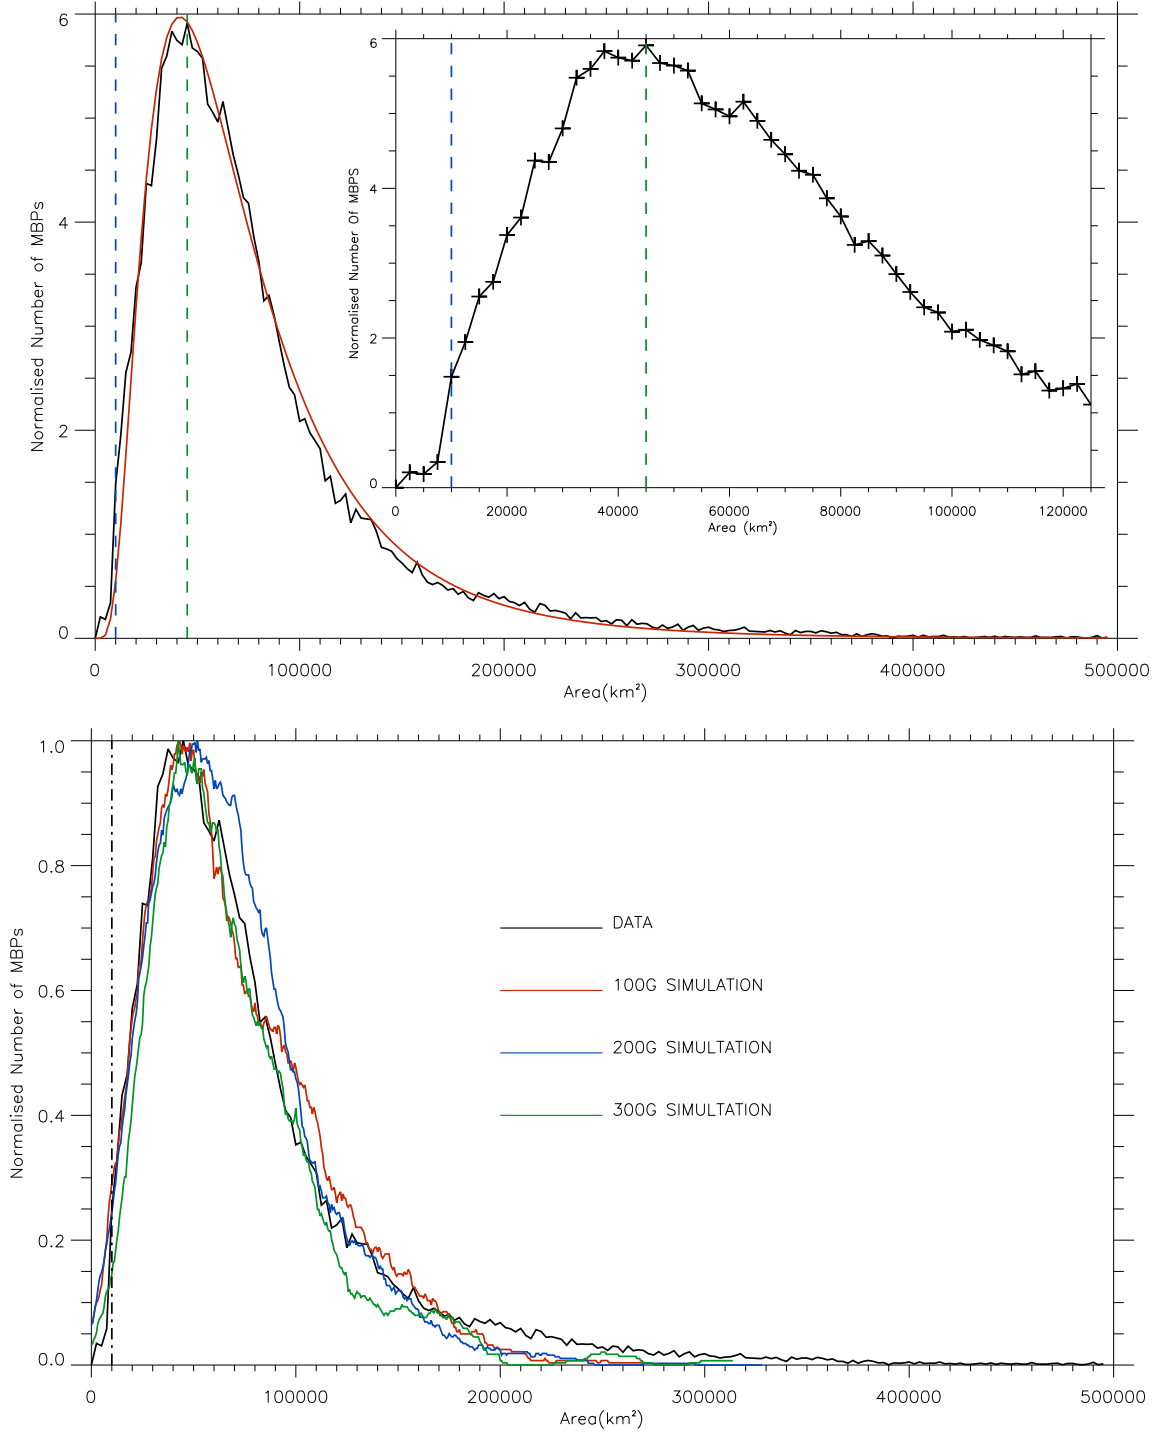 6
4
2
0
Normalised Number of MBPs
0 100000 200000 300000 400000 500000
Area(km²)
6
4
2
0
Normalised Number Of MBPS
0 20000 40000 60000 80000 100000 120000
Area (km²)
1.0
0.8
0.6
0.4
0.2
0.0
Normalised Number of MBPs
DATA
100G SIMULATION
200G SIMULTATION
300G SIMULTATION
0 100000 200000 300000 400000 500000
Area(km²)